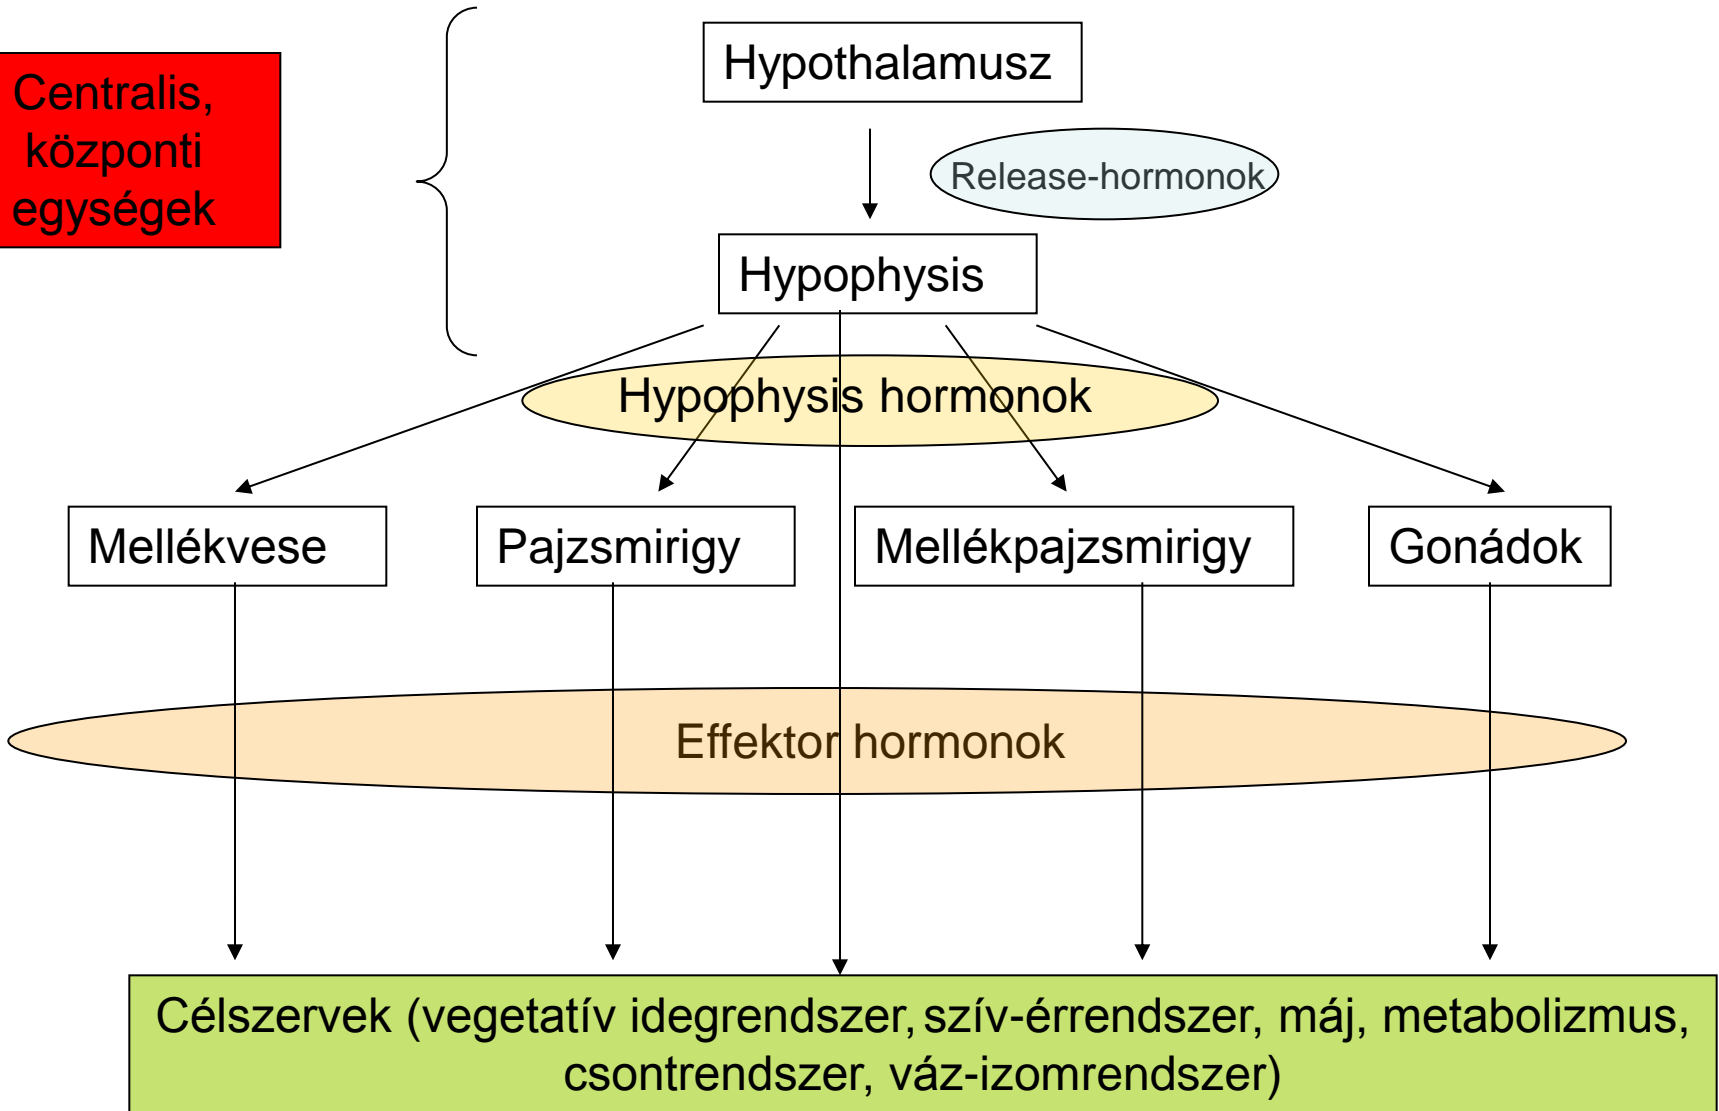 Hypothalamusz
Centralis,
központi
egységek
Release-hormonok
Hypophysis
Hypophysis hormonok
Mellékvese
Pajzsmirigy
Mellékpajzsmirigy
Gonádok
Effektor hormonok
Célszervek (vegetatív idegrendszer, szív-érrendszer, máj, metabolizmus,
csontrendszer, váz-izomrendszer)